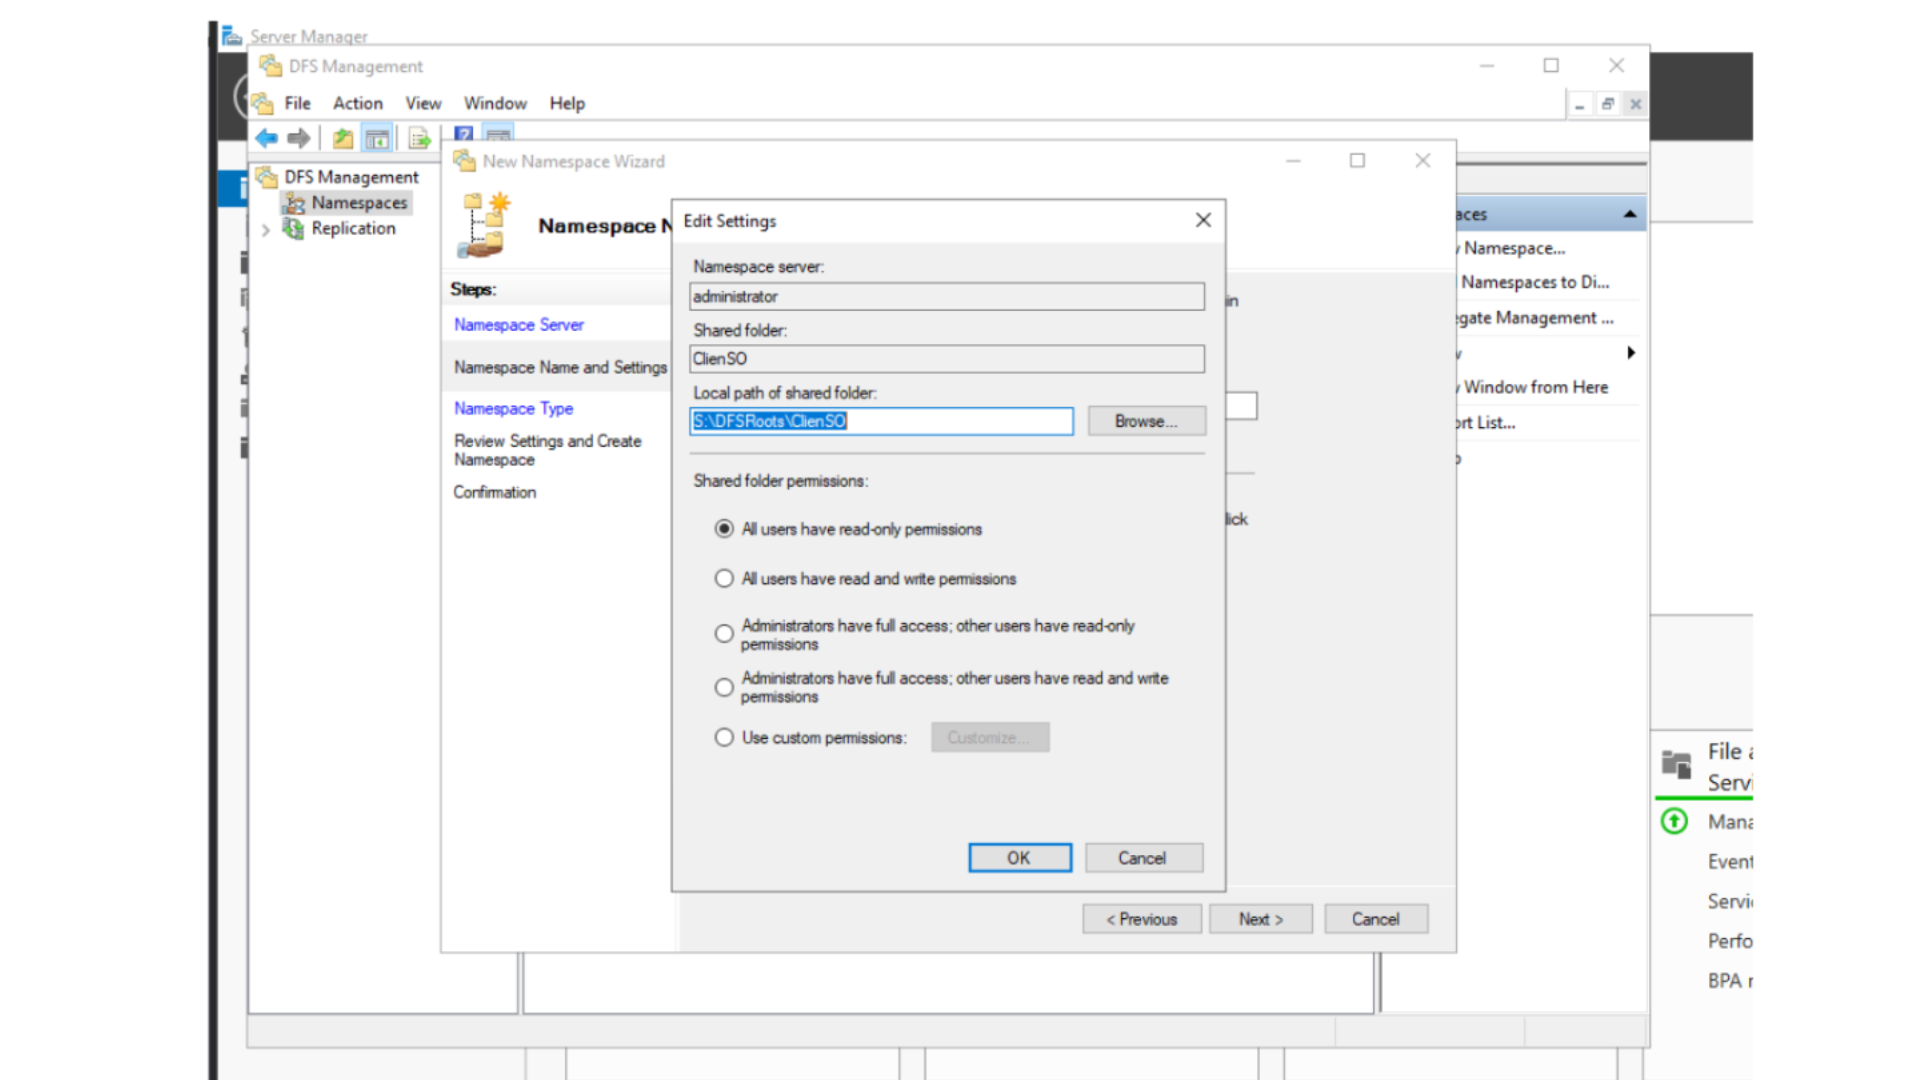 Server Manager
DFS Management
File Action View Window Help
DFS Management
Namespaces
Replication
New Namespace Wizard
Namespace N
Steps:
Namespace Server
Namespace Name and Settings
Namespace Type
Review Settings and Create
Namespace
Confirmation
Edit Settings
Namespace server:
administrator
Shared folder:
ClienSO
Local path of shared folder:
S:\DFSRoots\ClienSO
Browse...
Shared folder permissions:
All users have read-only permissions
All users have read and write permissions
Administrators have full access; other users have read-only
permissions
Administrators have full access; other users have read and write
permissions
Use custom permissions:
Customize...
OK
Cancel
in
lick
< Previous
Next >
Cancel
aces
Namespace...
Namespaces to Di...
egate Management ...
Window from Here
ort List...
File a
Servi
Mana
Event
Servic
Perfo
BPA r